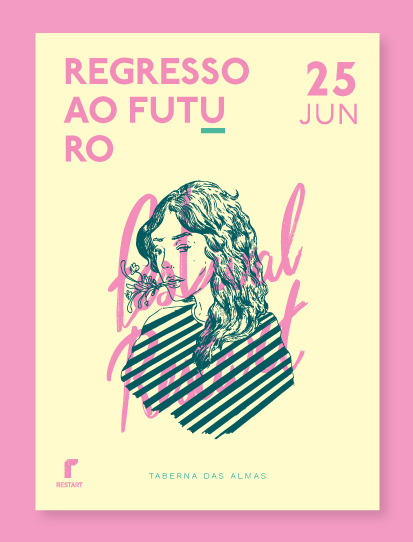 REGRESSO
AO FUTU
RO
25
JUN
Festival
Restart
RESTART
TABERNA DAS ALMAS